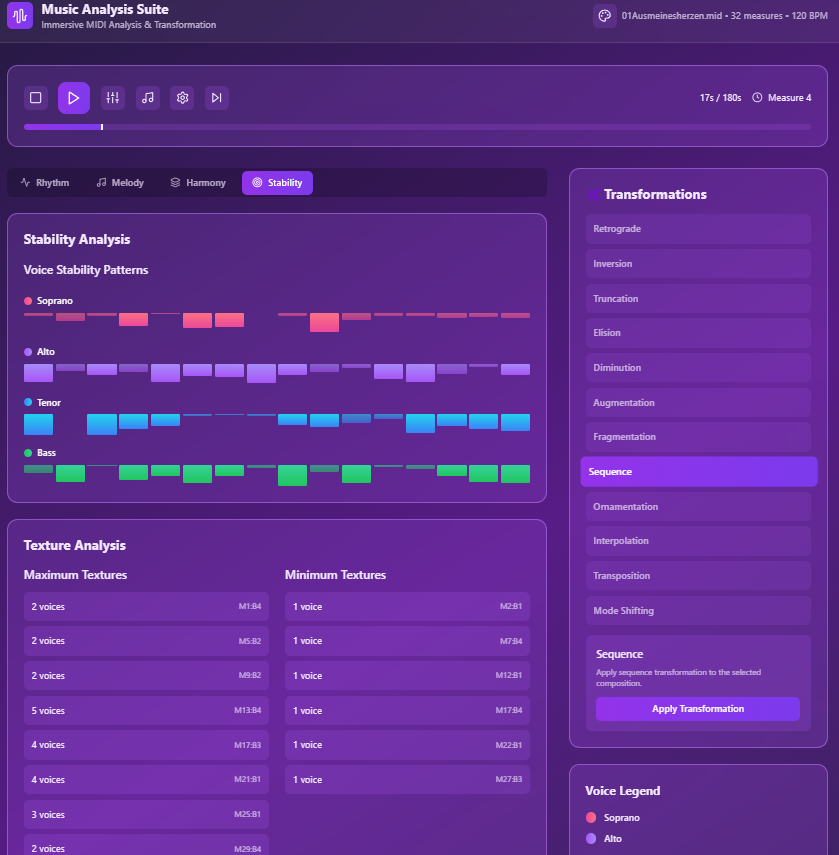 Music Analysis Suite
Immersive MIDI Analysis & Transformation
01Ausmeinesherzen.mid • 32 measures • 120 BPM
17s / 180s
Measure 4
Rhythm
Melody
Harmony
Stability
Stability Analysis
Voice Stability Patterns
Soprano
Alto
Tenor
Bass
Texture Analysis
Maximum Textures
2 voices M1:B4
2 voices M5:B2
2 voices M9:B2
5 voices M13:B4
4 voices M17:B3
4 voices M21:B1
3 voices M25:B1
2 voices M29:B4
Minimum Textures
1 voice M2:B1
1 voice M7:B4
1 voice M12:B1
1 voice M17:B4
1 voice M22:B1
1 voice M27:B3
Transformations
Retrograde
Inversion
Truncation
Elision
Diminution
Augmentation
Fragmentation
Sequence
Ornamentation
Interpolation
Transposition
Mode Shifting
Sequence
Apply sequence transformation to the selected
composition.
Apply Transformation
Voice Legend
Soprano
Alto